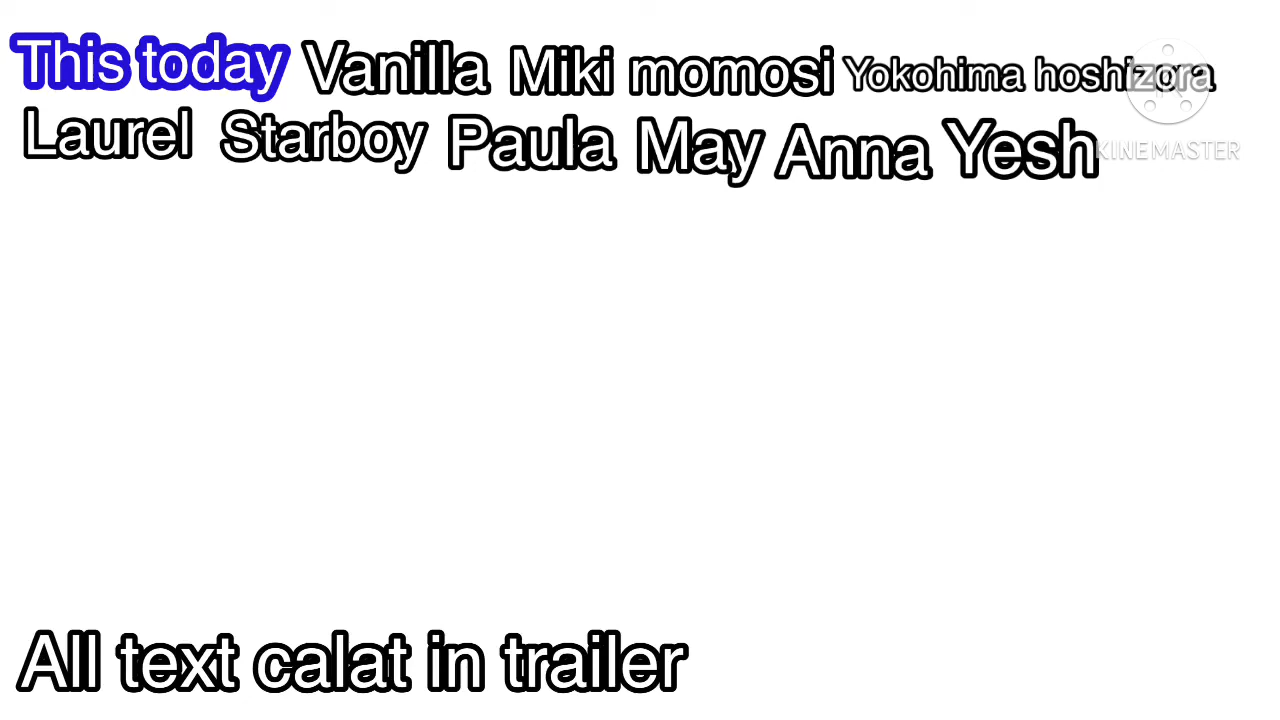 This today Vanilla Miki momosi Yokohima hoshizora
Laurel Starboy Paula May Anna Yesh
KINEMASTER
All text calat in trailer